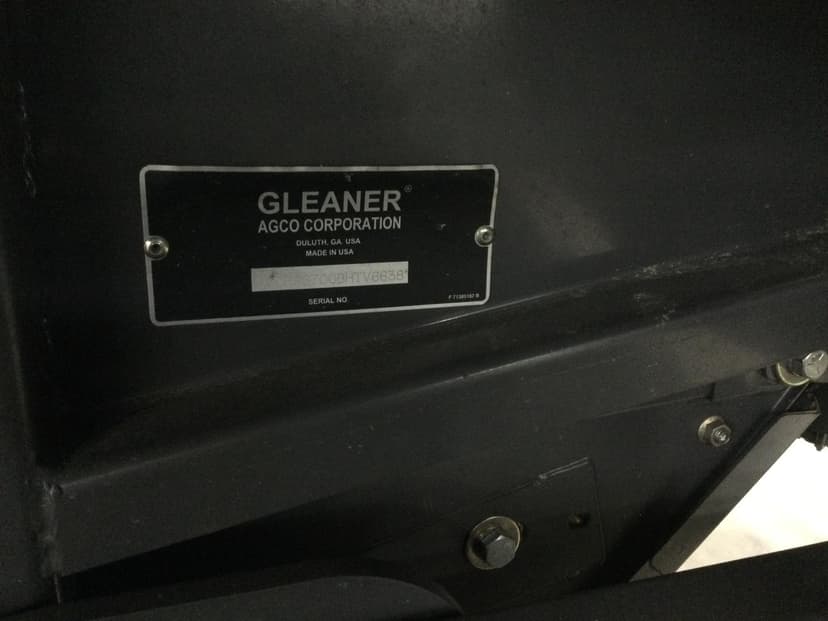 GLEANER®
AGCO CORPORATION
DULUTH, GA. USA
MADE IN USA
SERIAL NO.